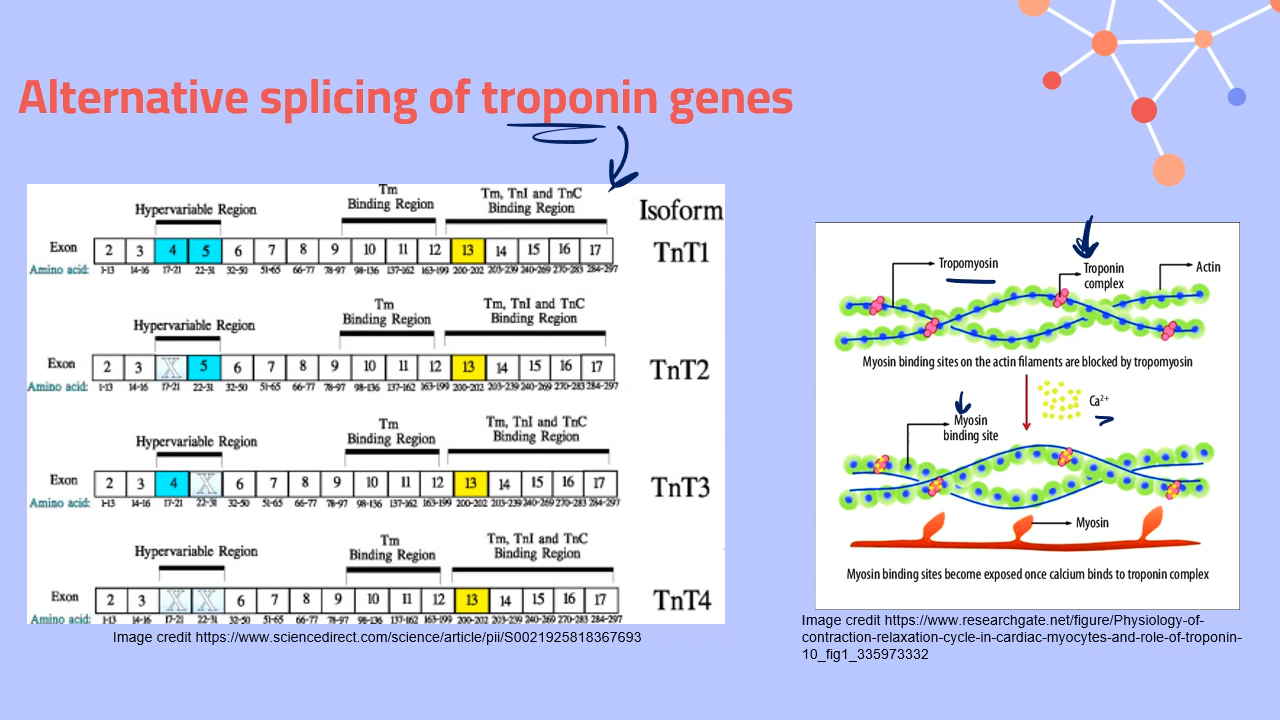 Alternative splicing of troponin genes
Tm
Binding Region
Tm, TnI and TnC
Binding Region
Hypervariable Region
Isoform
Exon 2 3 4 5 6 7 8 9 10 11 12 13 14 15 16 17 TnT1
Amino acid: 1-13 14-16 17-21 22-31 32-50 51-65 66-77 78-97 98-136 137-162 163-199 200-202 203-239 240-269 270-283 284-297
Tm
Binding Region
Tm, TnI and TnC
Binding Region
Hypervariable Region
Exon 2 3 X 5 6 7 8 9 10 11 12 13 14 15 16 17 TnT2
Amino acid: 1-13 14-16 17-21 22-31 32-50 51-65 66-77 78-97 98-136 137-162 163-199 200-202 203-239 240-269 270-283 284-297
Tm
Binding Region
Tm, TnI and TnC
Binding Region
Hypervariable Region
Exon 2 3 4 X 6 7 8 9 10 11 12 13 14 15 16 17 TnT3
Amino acid: 1-13 14-16 17-21 22-31 32-50 51-65 66-77 78-97 98-136 137-162 163-199 200-202 203-239 240-269 270-283 284-297
Tm
Binding Region
Tm, TnI and TnC
Binding Region
Hypervariable Region
Exon 2 3 X X 6 7 8 9 10 11 12 13 14 15 16 17 TnT4
Amino acid: 1-13 14-16 17-21 22-31 32-50 51-65 66-77 78-97 98-136 137-162 163-199 200-202 203-239 240-269 270-283 284-297
Image credit https://www.sciencedirect.com/science/article/pii/S0021925818367693
Tropomyosin
Troponin
complex
Actin
Myosin binding sites on the actin filaments are blocked by tropomyosin
Ca²⁺
Myosin
binding site
Myosin
Myosin binding sites become exposed once calcium binds to troponin complex
Image credit https://www.researchgate.net/figure/Physiology-of-
contraction-relaxation-cycle-in-cardiac-myocytes-and-role-of-troponin-
10_fig1_335973332